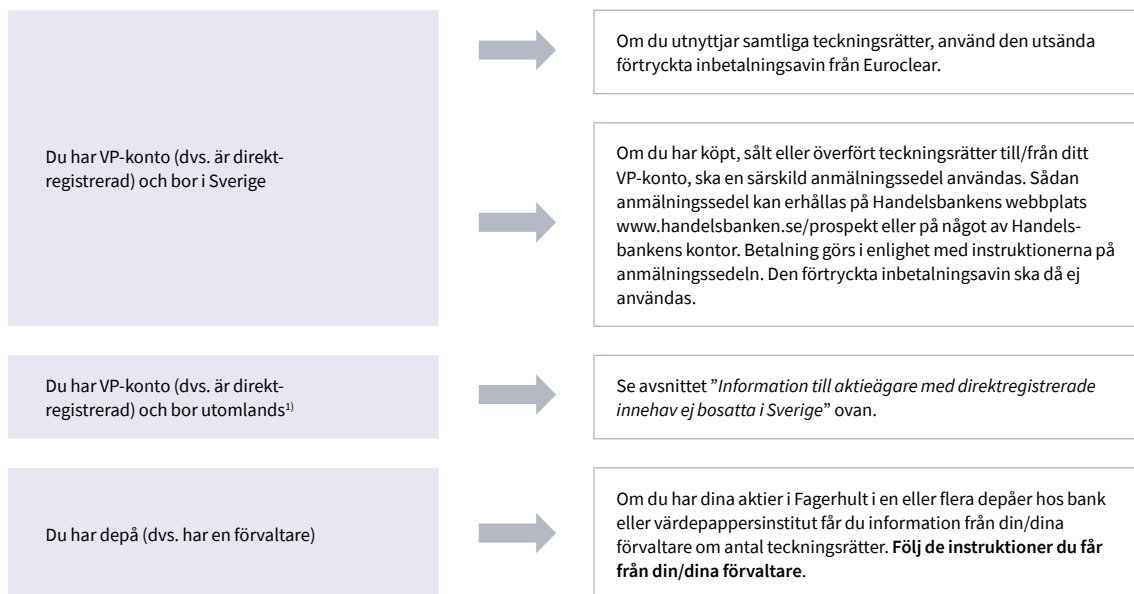 Du har VP-konto (dvs. är direkt-
registrerad) och bor i Sverige
Om du utnyttjar samtliga teckningsrätter, använd den utsända
förtryckta inbetalningsavin från Euroclear.
Om du har köpt, sålt eller överfört teckningsrätter till/från ditt
VP-konto, ska en särskild anmälningssedel användas. Sådan
anmälningssedel kan erhållas på Handelsbankens webbplats
www.handelsbanken.se/prospekt eller på något av Handels-
bankens kontor. Betalning görs i enlighet med instruktionerna på
anmälningssedeln. Den förtryckta inbetalningsavin ska då ej
användas.
Du har VP-konto (dvs. är direkt-
registrerad) och bor utomlands¹⁾
Se avsnittet ”Information till aktieägare med direktregistrerade
innehav ej bosatta i Sverige” ovan.
Du har depå (dvs. har en förvaltare)
Om du har dina aktier i Fagerhult i en eller flera depåer hos bank
eller värdepappersinstitut får du information från din/dina
förvaltare om antal teckningsrätter. Följ de instruktioner du får
från din/dina förvaltare.